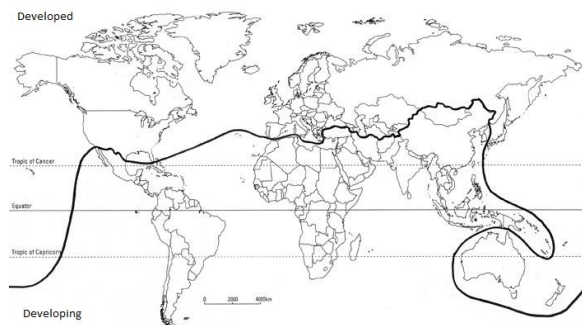 Developed
Tropic of Cancer
Equator
Tropic of Capricorn
0 2000 4000km
Developing